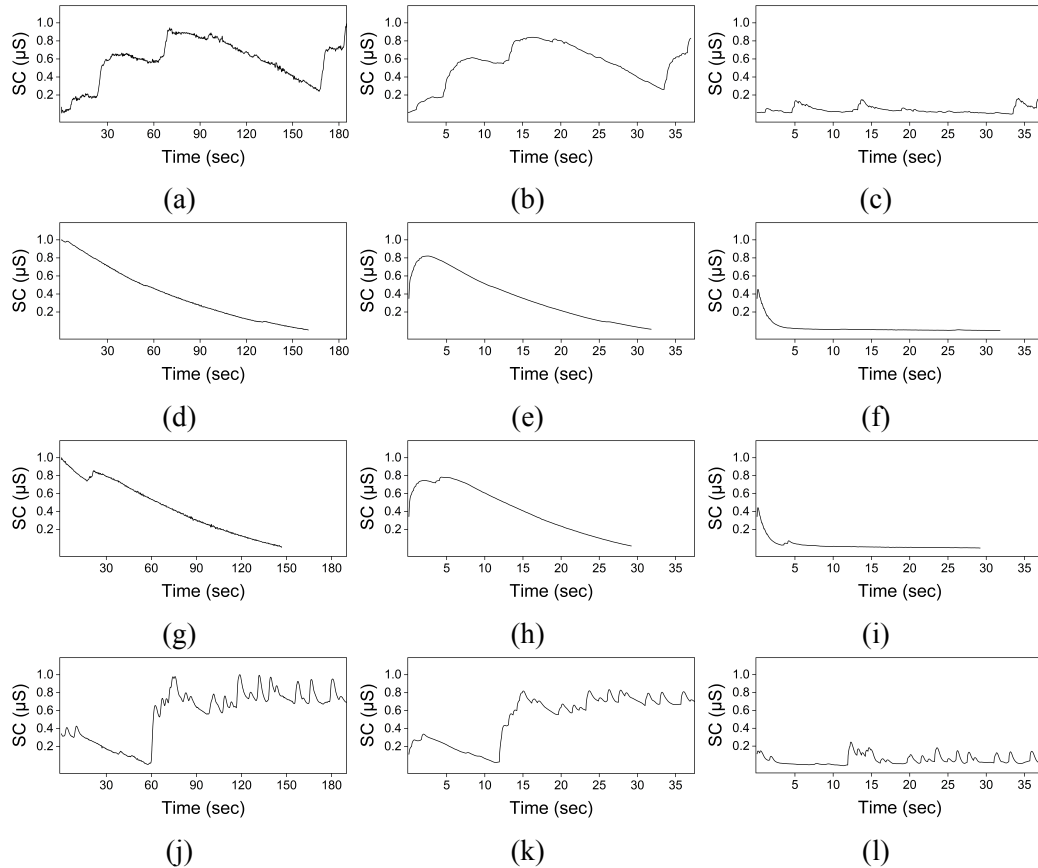 SC (µS) 1.0 0.8 0.6 0.4 0.2 30 60 90 120 150 180 Time (sec)
SC (µS) 1.0 0.8 0.6 0.4 0.2 5 10 15 20 25 30 35 Time (sec)
SC (µS) 1.0 0.8 0.6 0.4 0.2 5 10 15 20 25 30 35 Time (sec)
(a) (b) (c)
SC (µS) 1.0 0.8 0.6 0.4 0.2 30 60 90 120 150 180 Time (sec)
SC (µS) 1.0 0.8 0.6 0.4 0.2 5 10 15 20 25 30 35 Time (sec)
SC (µS) 1.0 0.8 0.6 0.4 0.2 5 10 15 20 25 30 35 Time (sec)
(d) (e) (f)
SC (µS) 1.0 0.8 0.6 0.4 0.2 30 60 90 120 150 180 Time (sec)
SC (µS) 1.0 0.8 0.6 0.4 0.2 5 10 15 20 25 30 35 Time (sec)
SC (µS) 1.0 0.8 0.6 0.4 0.2 5 10 15 20 25 30 35 Time (sec)
(g) (h) (i)
SC (µS) 1.0 0.8 0.6 0.4 0.2 30 60 90 120 150 180 Time (sec)
SC (µS) 1.0 0.8 0.6 0.4 0.2 5 10 15 20 25 30 35 Time (sec)
SC (µS) 1.0 0.8 0.6 0.4 0.2 5 10 15 20 25 30 35 Time (sec)
(j) (k) (l)